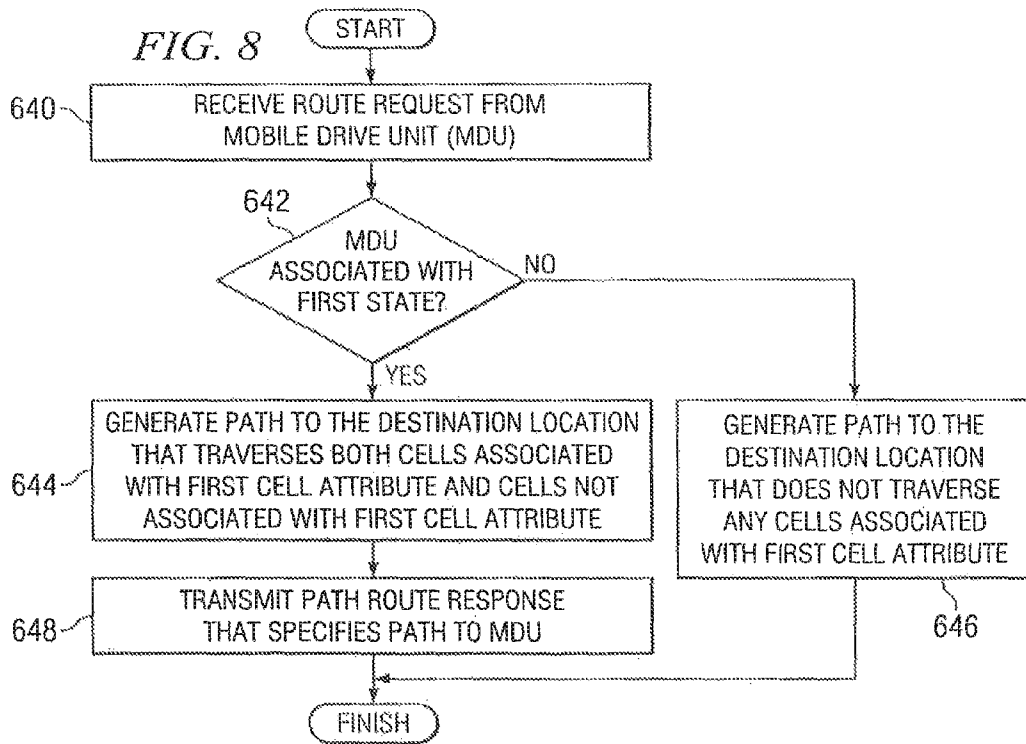 FIG. 8
START
640
RECEIVE ROUTE REQUEST FROM
MOBILE DRIVE UNIT (MDU)
642
MDU
ASSOCIATED WITH
FIRST STATE?
NO
YES
644
GENERATE PATH TO THE DESTINATION LOCATION
THAT TRAVERSES BOTH CELLS ASSOCIATED
WITH FIRST CELL ATTRIBUTE AND CELLS NOT
ASSOCIATED WITH FIRST CELL ATTRIBUTE
GENERATE PATH TO THE
DESTINATION LOCATION
THAT DOES NOT TRAVERSE
ANY CELLS ASSOCIATED
WITH FIRST CELL ATTRIBUTE
646
648
TRANSMIT PATH ROUTE RESPONSE
THAT SPECIFIES PATH TO MDU
FINISH